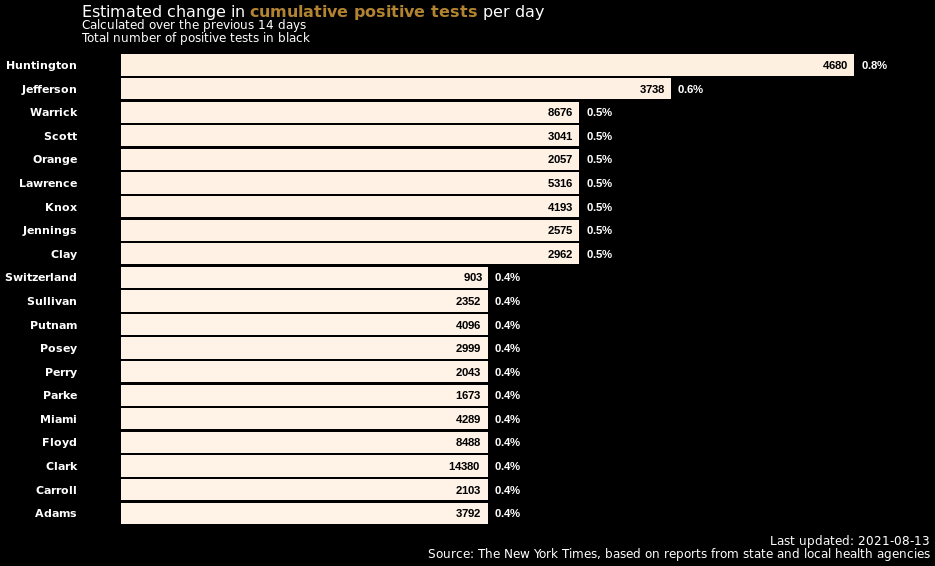 Estimated change in cumulative positive tests per day
Calculated over the previous 14 days
Total number of positive tests in black
Huntington 4680 0.8%
Jefferson 3738 0.6%
Warrick 8676 0.5%
Scott 3041 0.5%
Orange 2057 0.5%
Lawrence 5316 0.5%
Knox 4193 0.5%
Jennings 2575 0.5%
Clay 2962 0.5%
Switzerland 903 0.4%
Sullivan 2352 0.4%
Putnam 4096 0.4%
Posey 2999 0.4%
Perry 2043 0.4%
Parke 1673 0.4%
Miami 4289 0.4%
Floyd 8488 0.4%
Clark 14380 0.4%
Carroll 2103 0.4%
Adams 3792 0.4%
Last updated: 2021-08-13
Source: The New York Times, based on reports from state and local health agencies